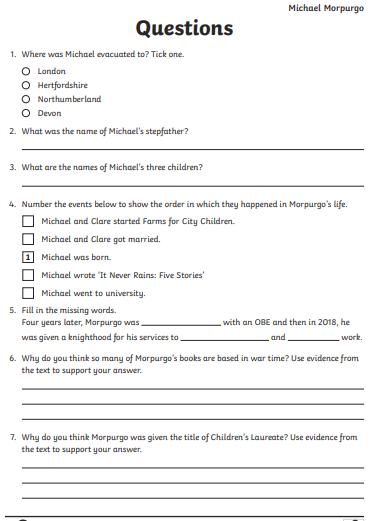 Michael Morpurgo
Questions
1. Where was Michael evacuated to? Tick one.
London
Hertfordshire
Northumberland
Devon
2. What was the name of Michael's stepfather?
3. What are the names of Michael's three children?
4. Number the events below to show the order in which they happened in Morpurgo's life.
Michael and Clare started Farms for City Children.
Michael and Clare got married.
1 Michael was born.
Michael wrote 'It Never Rains: Five Stories'
Michael went to university.
5. Fill in the missing words.
Four years later, Morpurgo was ________ with an OBE and then in 2018, he
was given a knighthood for his services to ________ and ________ work.
6. Why do you think so many of Morpurgo's books are based in war time? Use evidence from
the text to support your answer.
7. Why do you think Morpurgo was given the title of Children's Laureate? Use evidence from
the text to support your answer.